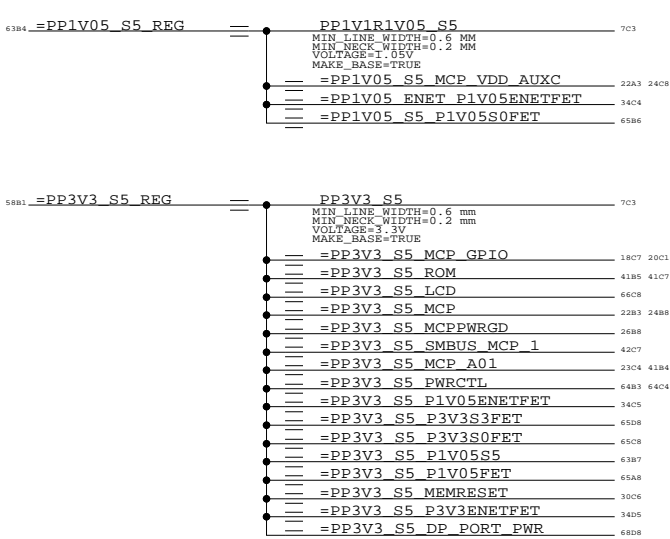 63B4 =PP1V05_S5_REG PP1V1R1V05_S5 7C3
MIN_LINE_WIDTH=0.6 MM
MIN_NECK_WIDTH=0.2 MM
VOLTAGE=1.05V
MAKE_BASE=TRUE
=PP1V05_S5_MCP_VDD_AUXC 22A3 24C8
=PP1V05_ENET_P1V05ENETFET 34C4
=PP1V05_S5_P1V05S0FET 65B6
58B1 =PP3V3_S5_REG PP3V3_S5 7C3
MIN_LINE_WIDTH=0.6 mm
MIN_NECK_WIDTH=0.2 mm
VOLTAGE=3.3V
MAKE_BASE=TRUE
=PP3V3_S5_MCP_GPIO 18C7 20C1
=PP3V3_S5_ROM 41B5 41C7
=PP3V3_S5_LCD 66C8
=PP3V3_S5_MCP 22B3 24B8
=PP3V3_S5_MCPPWRGD 26B8
=PP3V3_S5_SMBUS_MCP_1 42C7
=PP3V3_S5_MCP_A01 23C4 41B4
=PP3V3_S5_PWRCTL 64B3 64C4
=PP3V3_S5_P1V05ENETFET 34C5
=PP3V3_S5_P3V3S3FET 65D8
=PP3V3_S5_P3V3S0FET 65C8
=PP3V3_S5_P1V05S5 63B7
=PP3V3_S5_P1V05FET 65A8
=PP3V3_S5_MEMRESET 30C6
=PP3V3_S5_P3V3ENETFET 34D5
=PP3V3_S5_DP_PORT_PWR 68D8